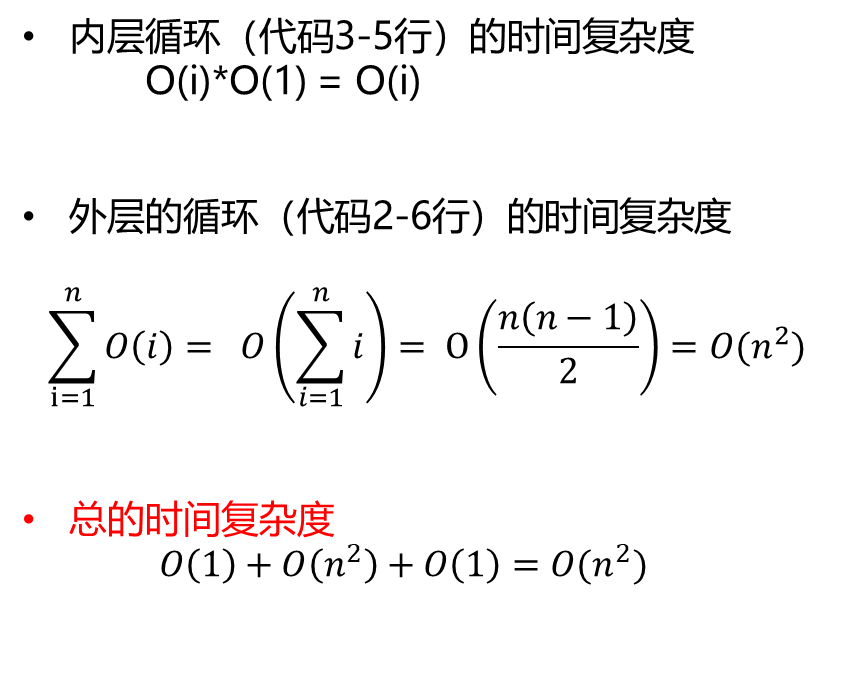 • 内层循环（代码3-5行）的时间复杂度
O(i)*O(1) = O(i)
• 外层的循环（代码2-6行）的时间复杂度
$\sum_{i=1}^{n} O(i) = O\left(\sum_{i=1}^{n} i\right) = O\left(\frac{n(n-1)}{2}\right) = O(n^2)$
• 总的时间复杂度
$O(1) + O(n^2) + O(1) = O(n^2)$